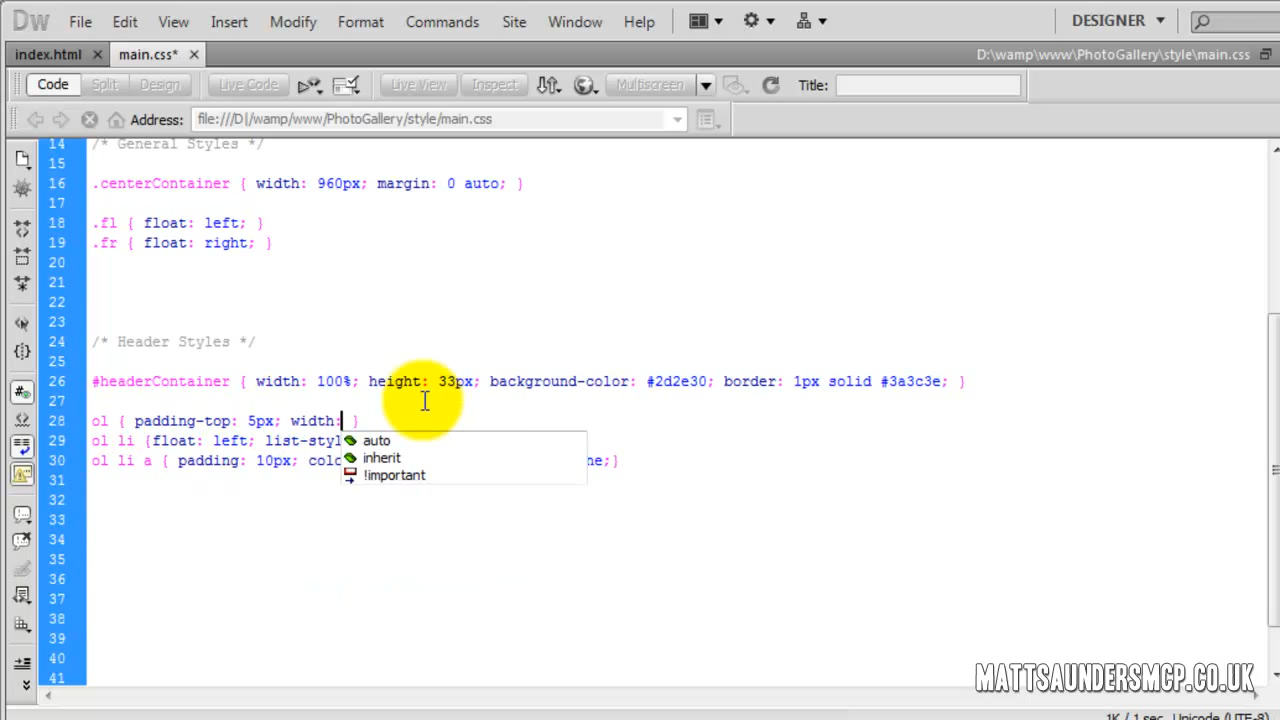 Dw File Edit View Insert Modify Format Commands Site Window Help DESIGNER
index.html main.css* D:\wamp\www\PhotoGallery\style\main.css
Code Split Design Live Code Live View Inspect Multiscreen Title:
Address: file:///D|/wamp/www/PhotoGallery/style/main.css
14 /* General Styles */
15
16 .centerContainer { width: 960px; margin: 0 auto; }
17
18 .fl { float: left; }
19 .fr { float: right; }
20
21
22
23
24 /* Header Styles */
25
26 #headerContainer { width: 100%; height: 33px; background-color: #2d2e30; border: 1px solid #3a3c3e; }
27
28 ol { padding-top: 5px; width: }
29 ol li {float: left; list-styl
auto
inherit
!important
30 ol li a { padding: 10px; colo ne;}
31
32
33
34
35
36
37
38
39
40
41
MATTSAUNDERSMCP.CO.UK
1K / 1 sec Unicode (UTF-8)